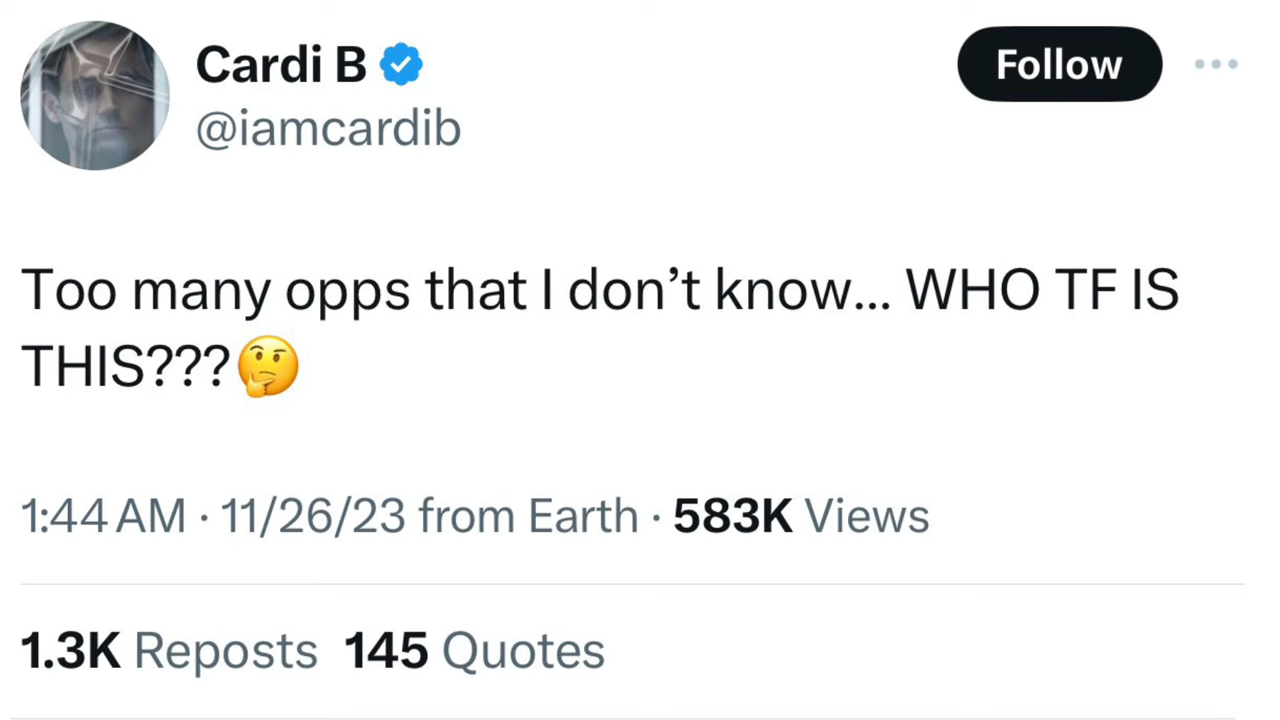 Cardi B
Follow
@iamcardib
Too many opps that I don’t know... WHO TF IS
THIS???🤔
1:44 AM · 11/26/23 from Earth · 583K Views
1.3K Reposts 145 Quotes